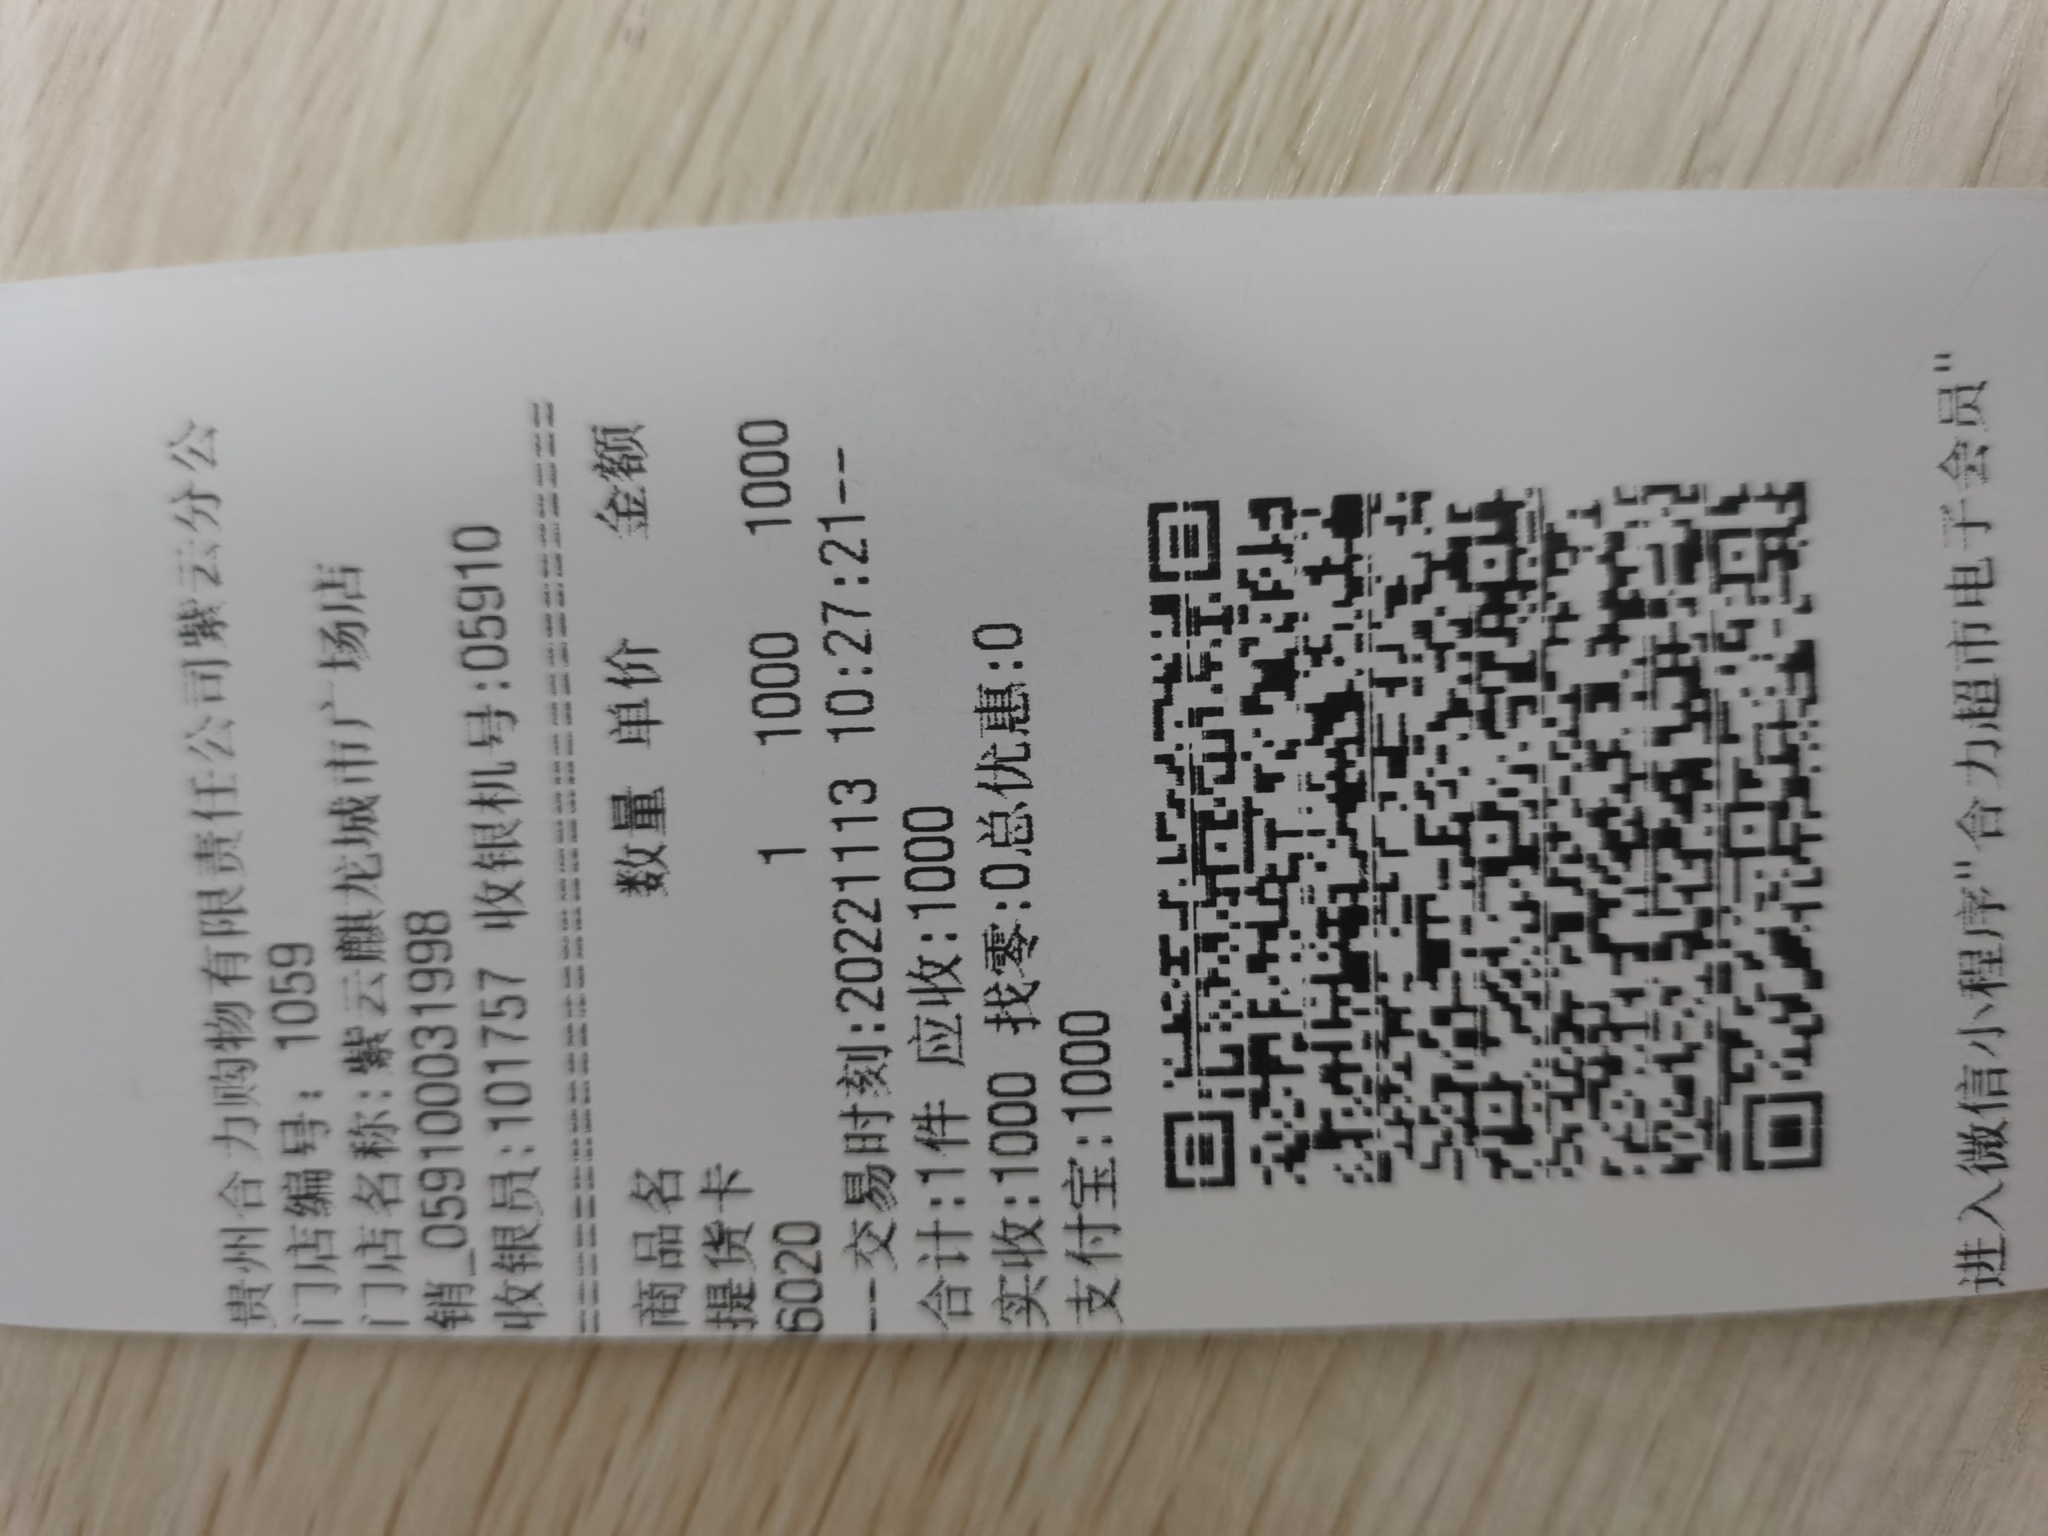 贵州合力购物有限责任公司紫云分公
门店编号: 1059
门店名称:紫云麒龙城市广场店
销_0591000031998
收银员:101757 收银机号:05910
================================
商品名 数量 单价 金额
提货卡
6020 1 1000 1000
--交易时刻:20221113 10:27:21--
合计:1件 应收:1000
实收:1000 找零:0总优惠:0
支付宝:1000
进入微信小程序"合力超市电子会员"